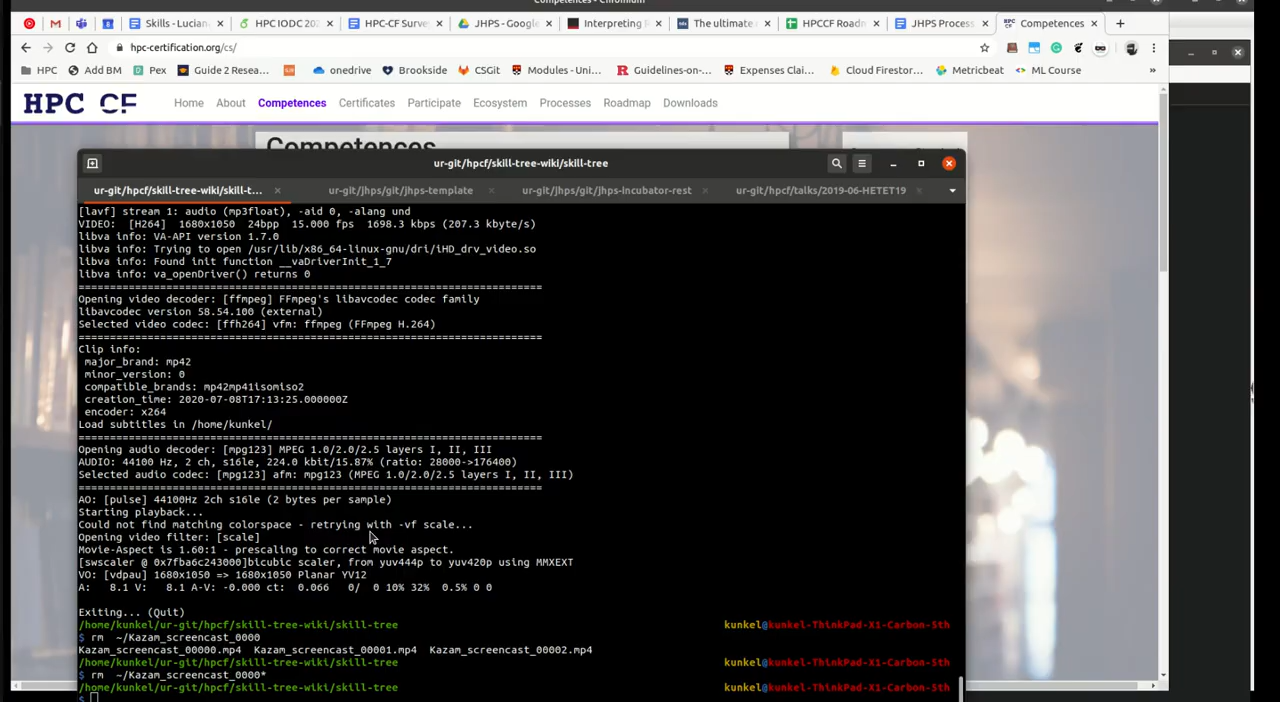 Competences - Chromium
Skills - Lucian
HPC IODC 202
HPC-CF Surve
JHPS - Google
Interpreting R
The ultimate
HPCCF Roadm
JHPS Process
Competences
hpc-certification.org/cs/
HPC
Add BM
Pex
Guide 2 Resea...
onedrive
Brookside
CSGit
Modules - Uni...
Guidelines-on-...
Expenses Clai...
Cloud Firestor...
Metricbeat
ML Course
HPC CF
Home
About
Competences
Certificates
Participate
Ecosystem
Processes
Roadmap
Downloads
Competences
ur-git/hpcf/skill-tree-wiki/skill-tree
ur-git/hpcf/skill-tree-wiki/skill-t...
ur-git/jhps/git/jhps-template
ur-git/jhps/git/jhps-incubator-rest
ur-git/hpcf/talks/2019-06-HETET19
[lavf] stream 1: audio (mp3float), -aid 0, -alang und
VIDEO: [H264] 1680x1050 24bpp 15.000 fps 1698.3 kbps (207.3 kbyte/s)
libva info: VA-API version 1.7.0
libva info: Trying to open /usr/lib/x86_64-linux-gnu/dri/iHD_drv_video.so
libva info: Found init function __vaDriverInit_1_7
libva info: va_openDriver() returns 0
==========================================================================
Opening video decoder: [ffmpeg] FFmpeg's libavcodec codec family
libavcodec version 58.54.100 (external)
Selected video codec: [ffh264] vfm: ffmpeg (FFmpeg H.264)
==========================================================================
Clip info:
major_brand: mp42
minor_version: 0
compatible_brands: mp42mp41isomiso2
creation_time: 2020-07-08T17:13:25.000000Z
encoder: x264
Load subtitles in /home/kunkel/
==========================================================================
Opening audio decoder: [mpg123] MPEG 1.0/2.0/2.5 layers I, II, III
AUDIO: 44100 Hz, 2 ch, s16le, 224.0 kbit/15.87% (ratio: 28000->176400)
Selected audio codec: [mpg123] afm: mpg123 (MPEG 1.0/2.0/2.5 layers I, II, III)
==========================================================================
AO: [pulse] 44100Hz 2ch s16le (2 bytes per sample)
Starting playback...
Could not find matching colorspace - retrying with -vf scale...
Opening video filter: [scale]
Movie-Aspect is 1.60:1 - prescaling to correct movie aspect.
[swscaler @ 0x7fba6c243000]bicubic scaler, from yuv444p to yuv420p using MMXEXT
VO: [vdpau] 1680x1050 => 1680x1050 Planar YV12
A: 8.1 V: 8.1 A-V: -0.000 ct: 0.066 0/ 0 10% 32% 0.5% 0 0
Exiting... (Quit)
/home/kunkel/ur-git/hpcf/skill-tree-wiki/skill-tree kunkel@kunkel-ThinkPad-X1-Carbon-5th
$ rm ~/Kazam_screencast_0000
Kazam_screencast_00000.mp4 Kazam_screencast_00001.mp4 Kazam_screencast_00002.mp4
/home/kunkel/ur-git/hpcf/skill-tree-wiki/skill-tree kunkel@kunkel-ThinkPad-X1-Carbon-5th
$ rm ~/Kazam_screencast_0000*
/home/kunkel/ur-git/hpcf/skill-tree-wiki/skill-tree kunkel@kunkel-ThinkPad-X1-Carbon-5th
$